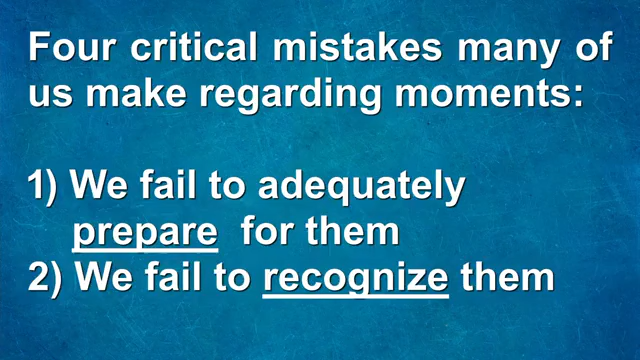 Four critical mistakes many of
us make regarding moments:
1) We fail to adequately
prepare for them
2) We fail to recognize them